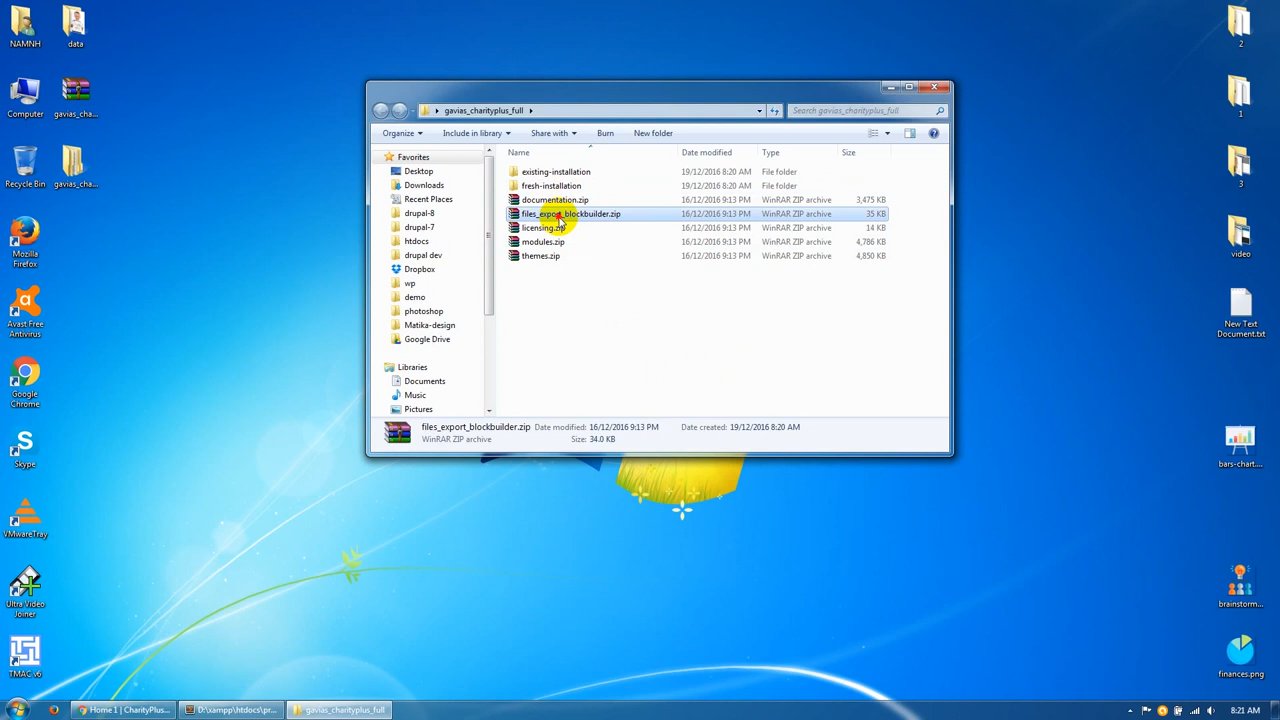 NAMNH
data
2
Computer
gavias_cha...
1
Recycle Bin
gavias_cha...
3
Mozilla
Firefox
video
Avast Free
Antivirus
New Text
Document.txt
Google
Chrome
Skype
bars-chart....
VMwareTray
Ultra Video
Joiner
brainstorm...
TMAC v6
finances.png
gavias_charityplus_full
Search gavias_charityplus_full
Organize
Include in library
Share with
Burn
New folder
Favorites
Desktop
Downloads
Recent Places
drupal-8
drupal-7
htdocs
drupal dev
Dropbox
wp
demo
photoshop
Matika-design
Google Drive
Libraries
Documents
Music
Pictures
Name Date modified Type Size
existing-installation 19/12/2016 8:20 AM File folder
fresh-installation 19/12/2016 8:20 AM File folder
documentation.zip 16/12/2016 9:13 PM WinRAR ZIP archive 3,475 KB
files_export_blockbuilder.zip 16/12/2016 9:13 PM WinRAR ZIP archive 35 KB
licensing.zip 16/12/2016 9:13 PM WinRAR ZIP archive 14 KB
modules.zip 16/12/2016 9:13 PM WinRAR ZIP archive 4,786 KB
themes.zip 16/12/2016 9:13 PM WinRAR ZIP archive 4,850 KB
files_export_blockbuilder.zip Date modified: 16/12/2016 9:13 PM Date created: 19/12/2016 8:20 AM
WinRAR ZIP archive Size: 34.0 KB
Home 1 | CharityPlus...
D:\xampp\htdocs\pr...
gavias_charityplus_full
8:21 AM